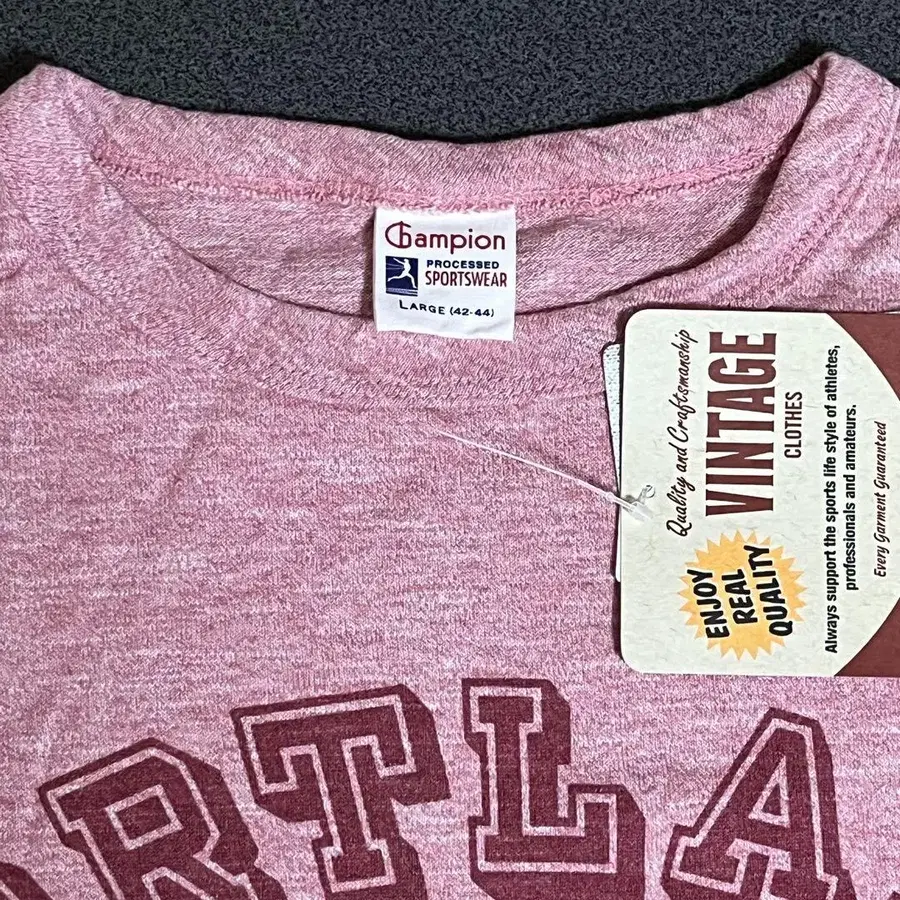 Champion
PROCESSED
SPORTSWEAR
LARGE (42-44)
Quality and Craftsmanship
VINTAGE
CLOTHES
ENJOY
REAL
QUALITY
Always support the sports life style of athletes,
professionals and amateurs.
Every Garment Guaranteed
RTLA